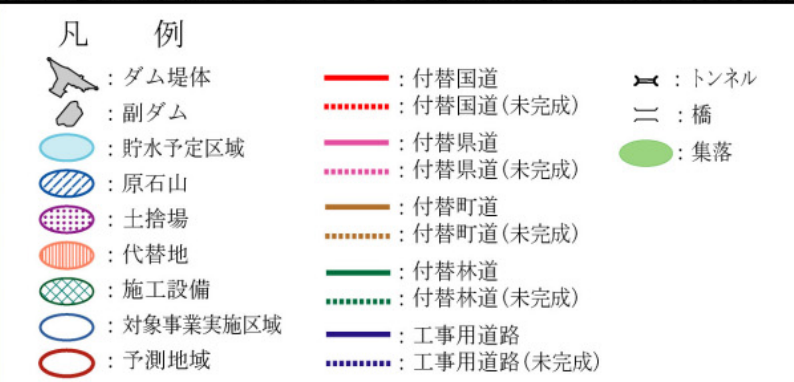 凡 例
：ダム堤体
：副ダム
：貯水予定区域
：原石山
：土捨場
：代替地
：施工設備
：対象事業実施区域
：予測地域
：付替国道
：付替国道(未完成)
：付替県道
：付替県道(未完成)
：付替町道
：付替町道(未完成)
：付替林道
：付替林道(未完成)
：工事用道路
：工事用道路(未完成)
：トンネル
：橋
：集落